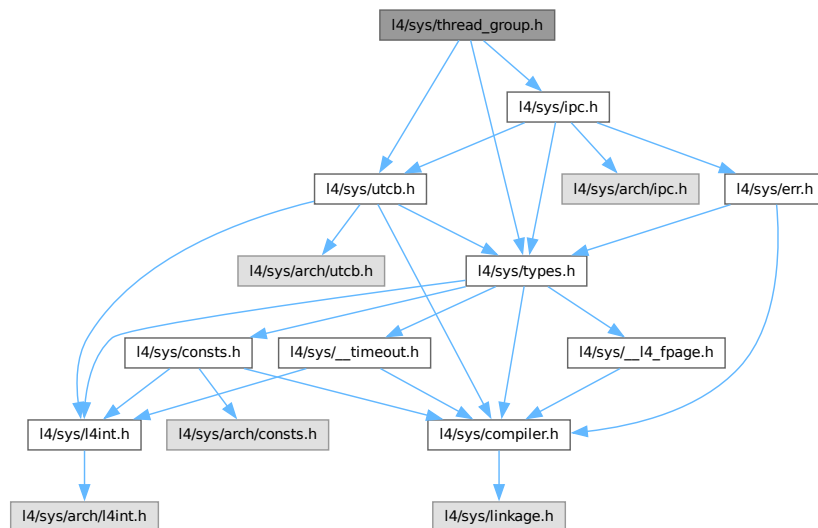 l4/sys/thread_group.h
l4/sys/ipc.h
l4/sys/utcb.h
l4/sys/arch/ipc.h
l4/sys/err.h
l4/sys/arch/utcb.h
l4/sys/types.h
l4/sys/consts.h
l4/sys/__timeout.h
l4/sys/__l4_fpage.h
l4/sys/l4int.h
l4/sys/arch/consts.h
l4/sys/compiler.h
l4/sys/arch/l4int.h
l4/sys/linkage.h